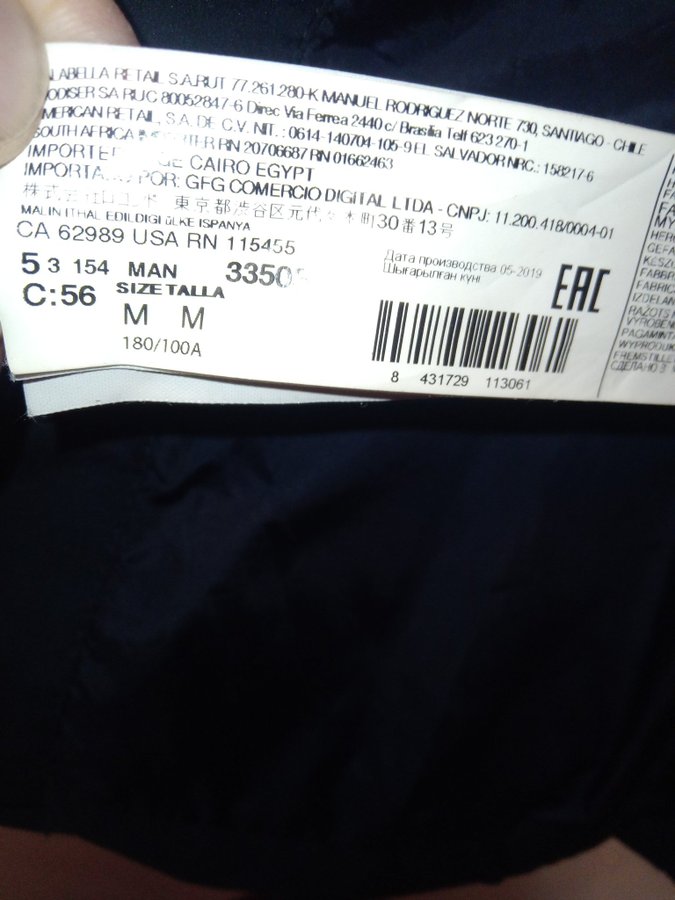 RETAIL S.A.RUT 77.261.280-K MANUEL RODRIGUEZ NORTE 730, SANTIAGO - CHILE
SA RUC 80052847-6 Direc Via Ferrea 2440 c/ Brasilia Telf 623 270-1
RETAIL, S.A. DE C.V. NIT. : 0614-140704-105-9 EL SALVADOR NRC.: 158217-6
SOUTH AFRICA RN 20706687 RN 01662463
CAIRO EGYPT
POR: GFG COMERCIO DIGITAL LTDA - CNPJ: 11.200.418/0004-01
東京都渋谷区元代々木町30番13号
MALIN ITHAL EDILDIGI ÜLKE ISPANYA
CA 62989 USA RN 115455
5 3 154 MAN 3350
C:56 SIZE TALLA
M M
180/100A
Дата производства 05-2019
Шығарылған күні
EAC
8 431729 113061